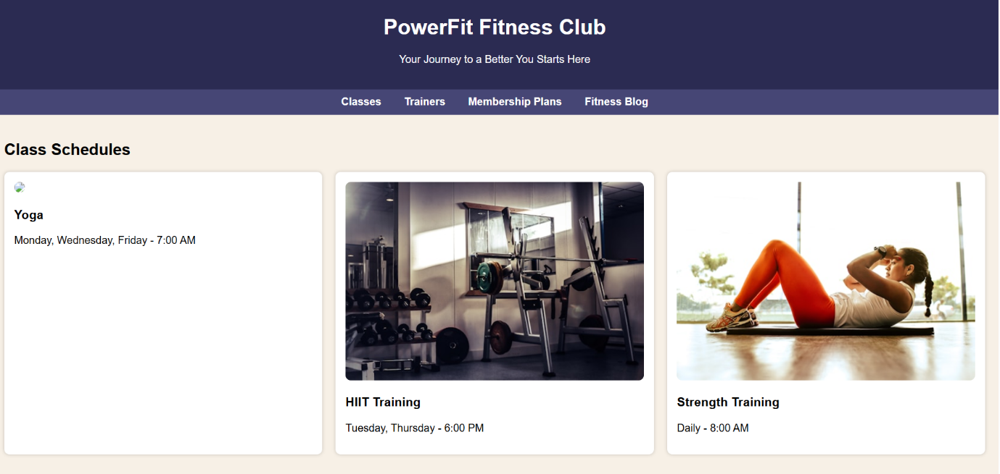 PowerFit Fitness Club
Your Journey to a Better You Starts Here
Classes Trainers Membership Plans Fitness Blog
Class Schedules
Yoga
Monday, Wednesday, Friday - 7:00 AM
HIIT Training
Tuesday, Thursday - 6:00 PM
Strength Training
Daily - 8:00 AM